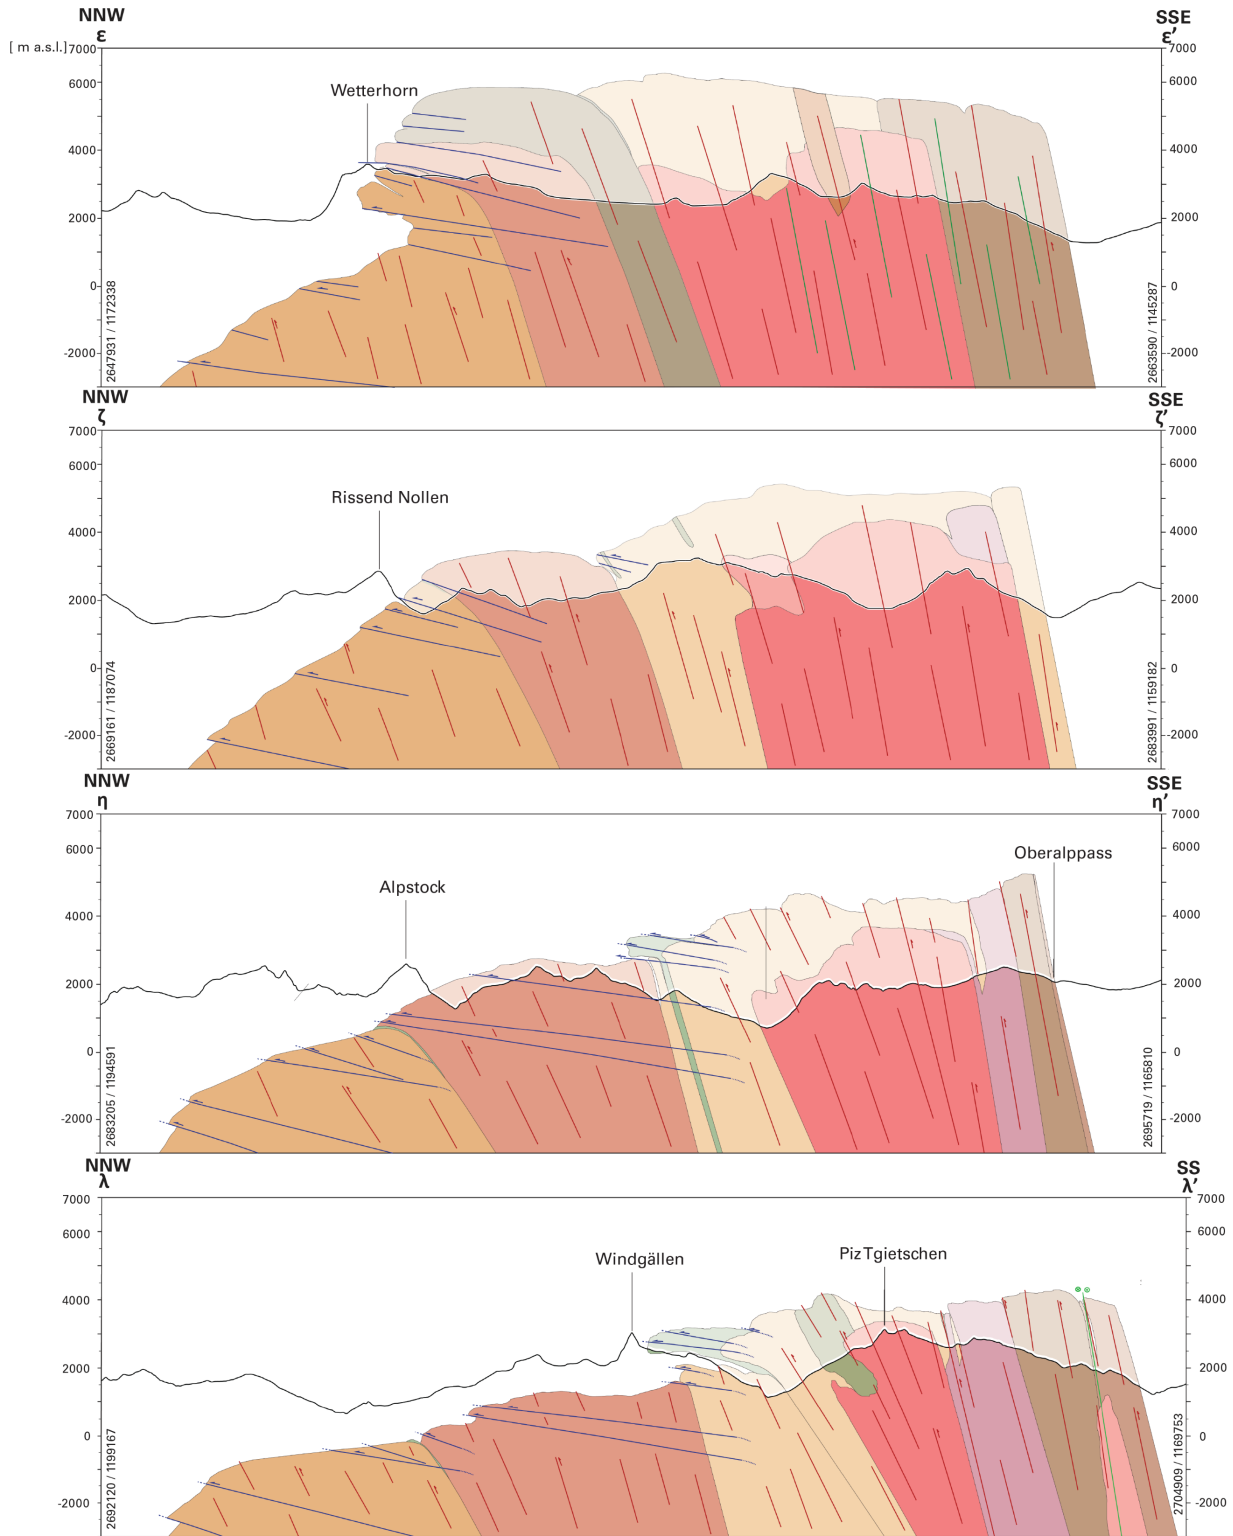 NNW
SSE
ε
ε’
[ m a.s.l.]
7000
7000
6000
6000
Wetterhorn
4000
4000
2000
2000
0
0
-2000
-2000
2647931 / 1172338
2663590 / 1145287
NNW
SSE
ζ
ζ’
7000
7000
6000
6000
Rissend Nollen
4000
4000
2000
2000
0
0
-2000
-2000
2669161 / 1187074
2683991 / 1159182
NNW
SSE
η
η’
7000
7000
6000
6000
Oberalppass
Alpstock
4000
4000
2000
2000
0
0
-2000
-2000
2683205 / 1194591
2695719 / 1165810
NNW
SS
λ
λ’
7000
7000
6000
6000
Windgällen
Piz Tgietschen
4000
4000
2000
2000
0
0
-2000
-2000
2692120 / 1199167
2704909 / 1169753